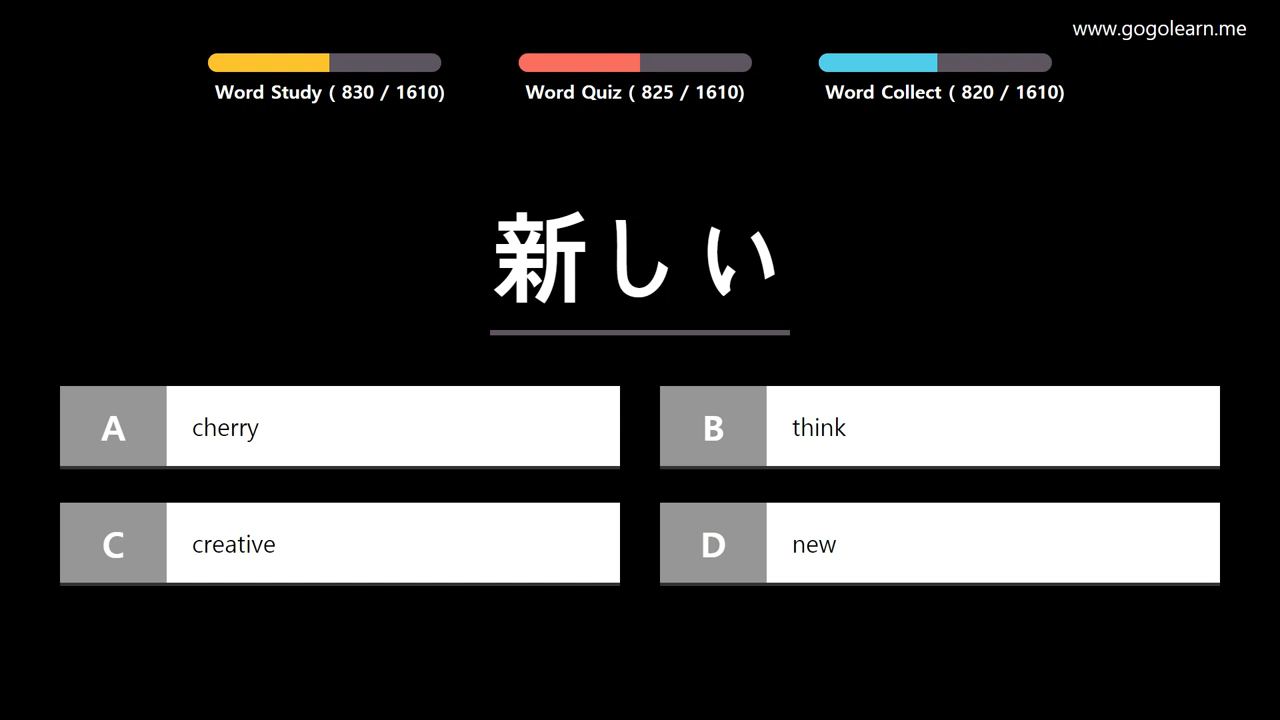 www.gogolearn.me
Word Study ( 830 / 1610)
Word Quiz ( 825 / 1610)
Word Collect ( 820 / 1610)
新しい
A cherry
B think
C creative
D new